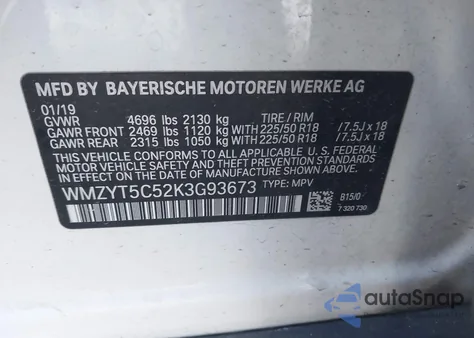 MFD BY BAYERISCHE MOTOREN WERKE AG
01/19
GVWR 4696 lbs 2130 kg TIRE / RIM
GAWR FRONT 2469 lbs 1120 kg WITH 225/50 R18 /7.5J x 18
GAWR REAR 2315 lbs 1050 kg WITH 225/50 R18 /7.5J x 18
THIS VEHICLE CONFORMS TO ALL APPLICABLE U. S. FEDERAL
MOTOR VEHICLE SAFETY, BUMPER, AND THEFT PREVENTION
STANDARDS IN EFFECT ON THE DATE OF MANUFACTURE SHOWN
ABOVE.
WMZYT5C52K3G93673 TYPE: MPV
B15/0
7 320 730
autoSnap